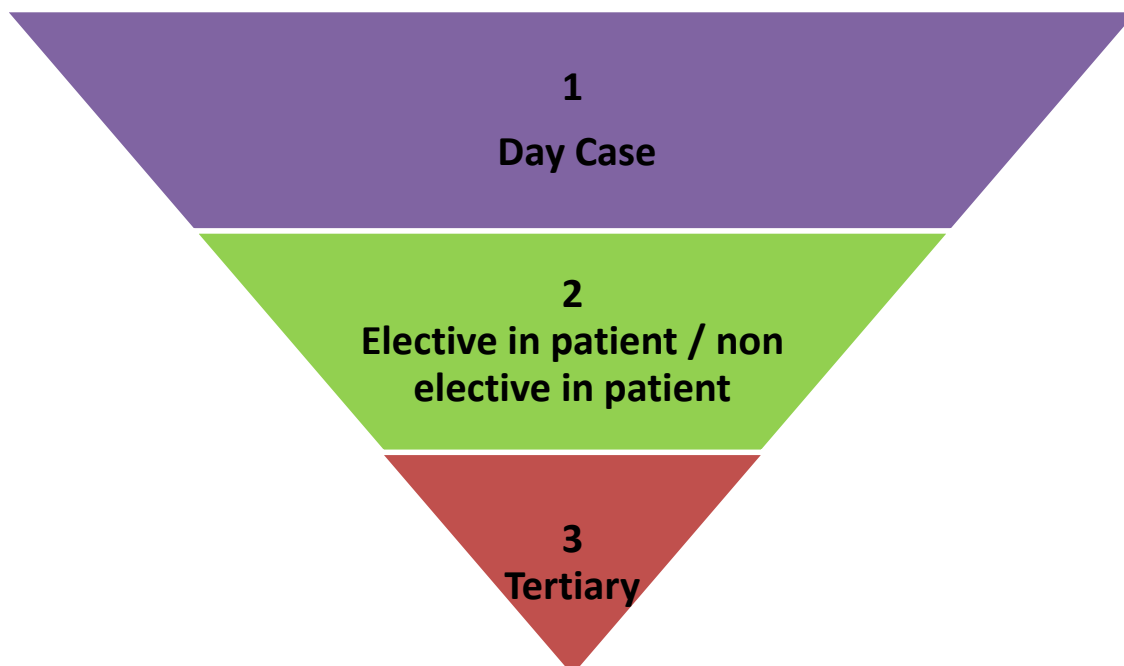 1
Day Case
2
Elective in patient / non
elective in patient
3
Tertiary